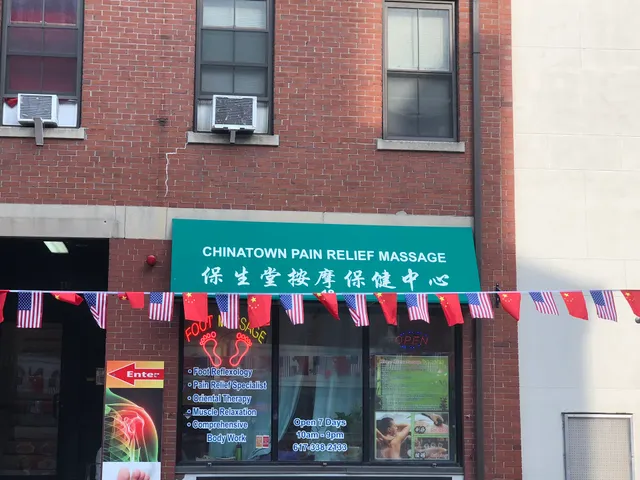 CHINATOWN PAIN RELIEF MASSAGE
保生堂按摩保健中心
FOOT MASSAGE
OPEN
Enter
• Foot Reflexology
• Pain Relief Specialist
• Oriental Therapy
• Muscle Relaxation
• Comprehensive
Body Work
Open 7 Days
10am - 9pm
617-338-2133